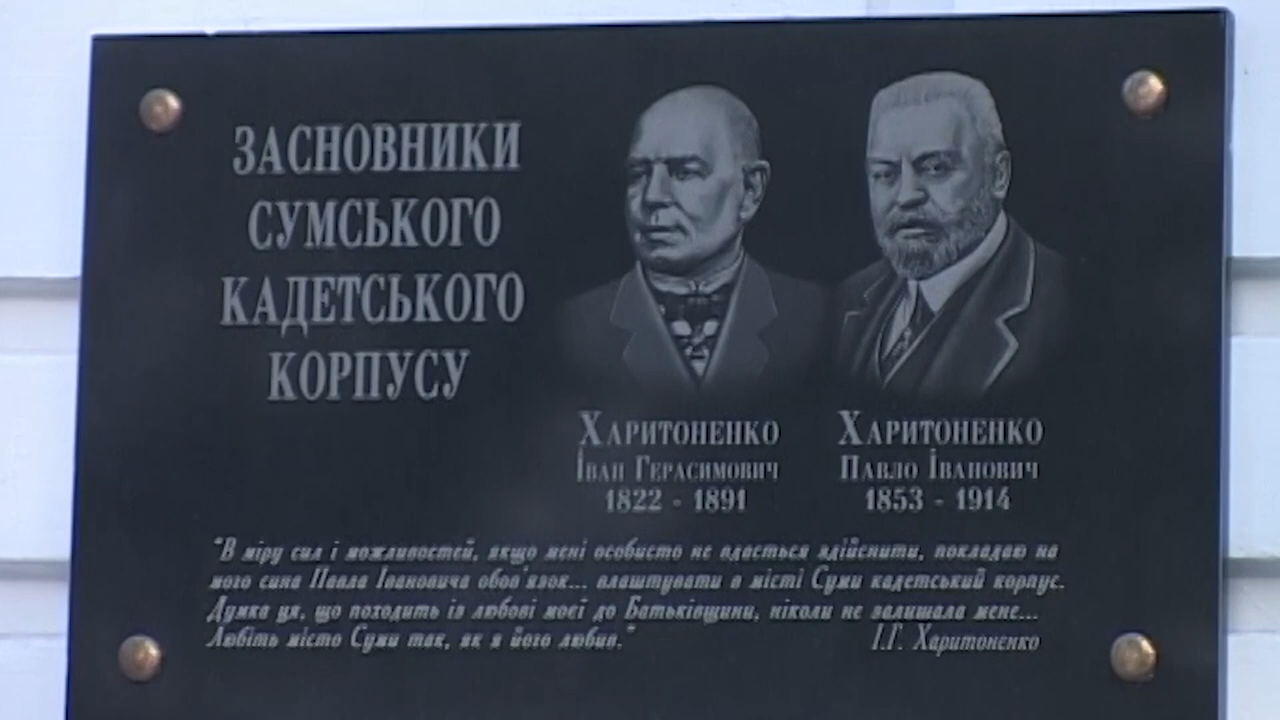 ЗАСНОВНИКИ
СУМСЬКОГО
КАДЕТСЬКОГО
КОРПУСУ
ХАРИТОНЕНКО
ІВАН ГЕРАСИМОВИЧ
1822 - 1891
ХАРИТОНЕНКО
ПАВЛО ІВАНОВИЧ
1853 - 1914
"В міру сил і можливостей, якщо мені особисто не вдасться здійснити, покладаю на
мого сина Павла Івановича обов'язок... влаштувати в місті Суми кадетський корпус.
Думка ця, що походить із любові моєї до Батьківщини, ніколи не залишала мене...
Любіть місто Суми так, як я його любив."
І.Г. Харитоненко